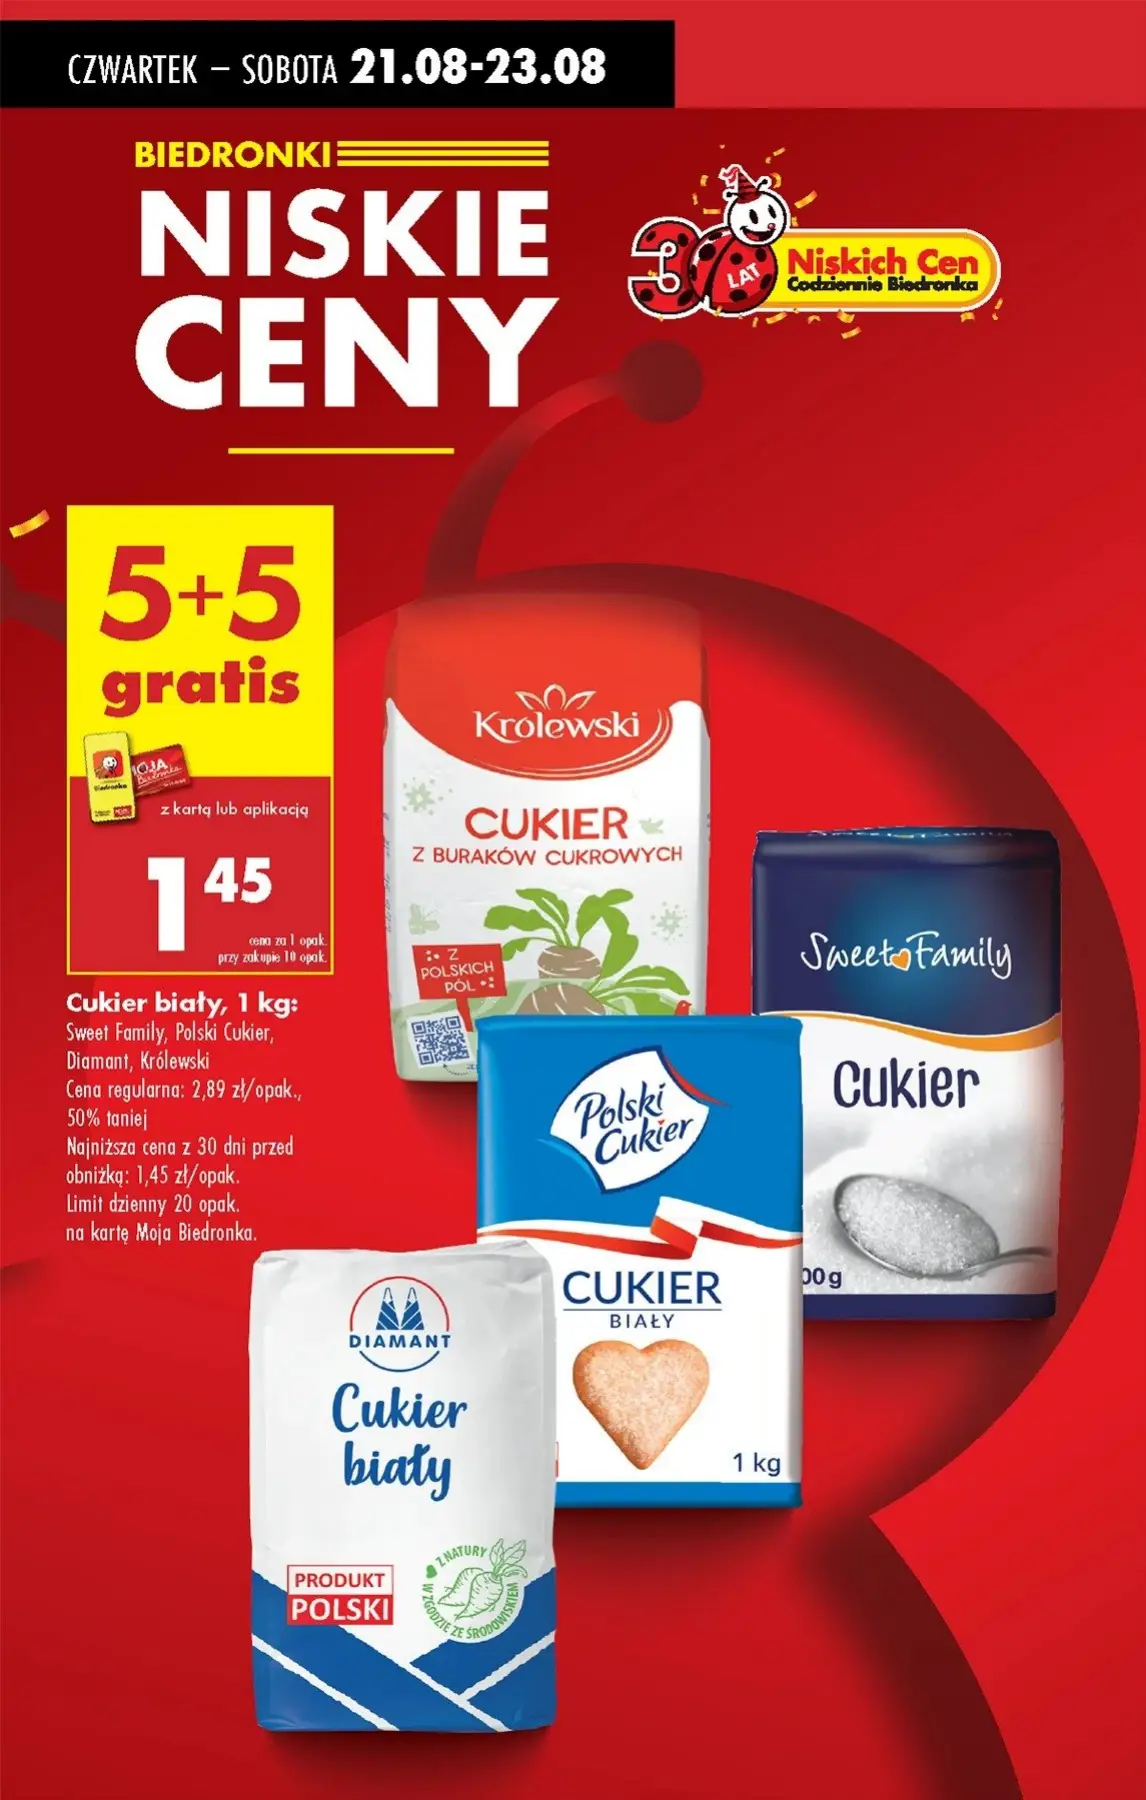 CZWARTEK – SOBOTA 21.08-23.08
BIEDRONKI
NISKIE
CENY
30 LAT
Niskich Cen
Codziennie Biedronka
5+5
gratis
MOJA
Biedronka
Biedronka
z kartą lub aplikacją
1 45
cena za 1 opak.
przy zakupie 10 opak.
Cukier biały, 1 kg:
Sweet Family, Polski Cukier,
Diamant, Królewski
Cena regularna: 2,89 zł/opak.,
50% taniej
Najniższa cena z 30 dni przed
obniżką: 1,45 zł/opak.
Limit dzienny 20 opak.
na kartę Moja Biedronka.
Królewski
CUKIER
Z BURAKÓW CUKROWYCH
Z
POLSKICH
PÓL
Sweet Family
Cukier
00g
Polski
Cukier
CUKIER
BIAŁY
1 kg
DIAMANT
Cukier
biały
PRODUKT
POLSKI
Z NATURY
W ZGODZIE ZE ŚRODOWISKIEM